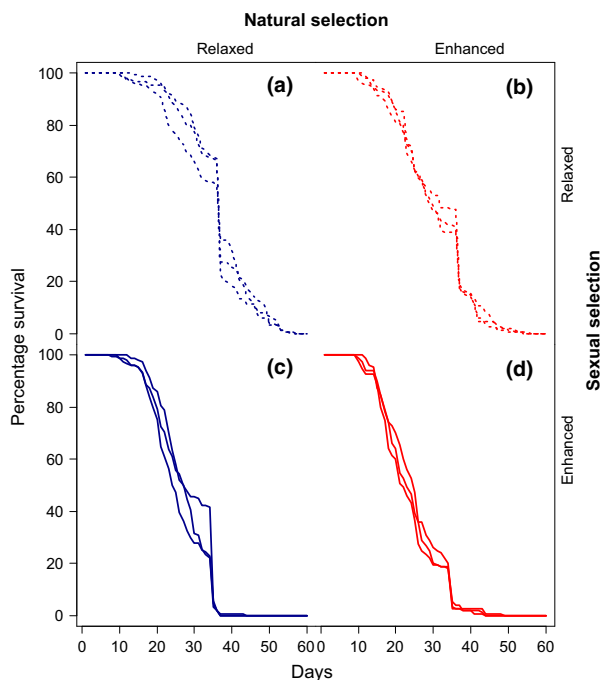 Natural selection
Relaxed
Enhanced
100
80
60
40
20
0
(a)
(b)
Relaxed
100
80
60
40
20
0
(c)
(d)
Enhanced
Percentage survival
Sexual selection
0 10 20 30 40 50 60
0 10 20 30 40 50 60
Days